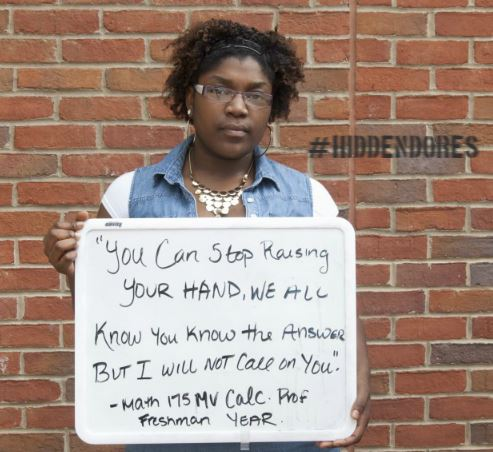 #HIDDENDORES
"You Can Stop Raising
YOUR HAND, WE ALL
Know You Know the Answer
But I will Not Call on You".
- Math 175 MV Calc. Prof
Freshman YEAR.